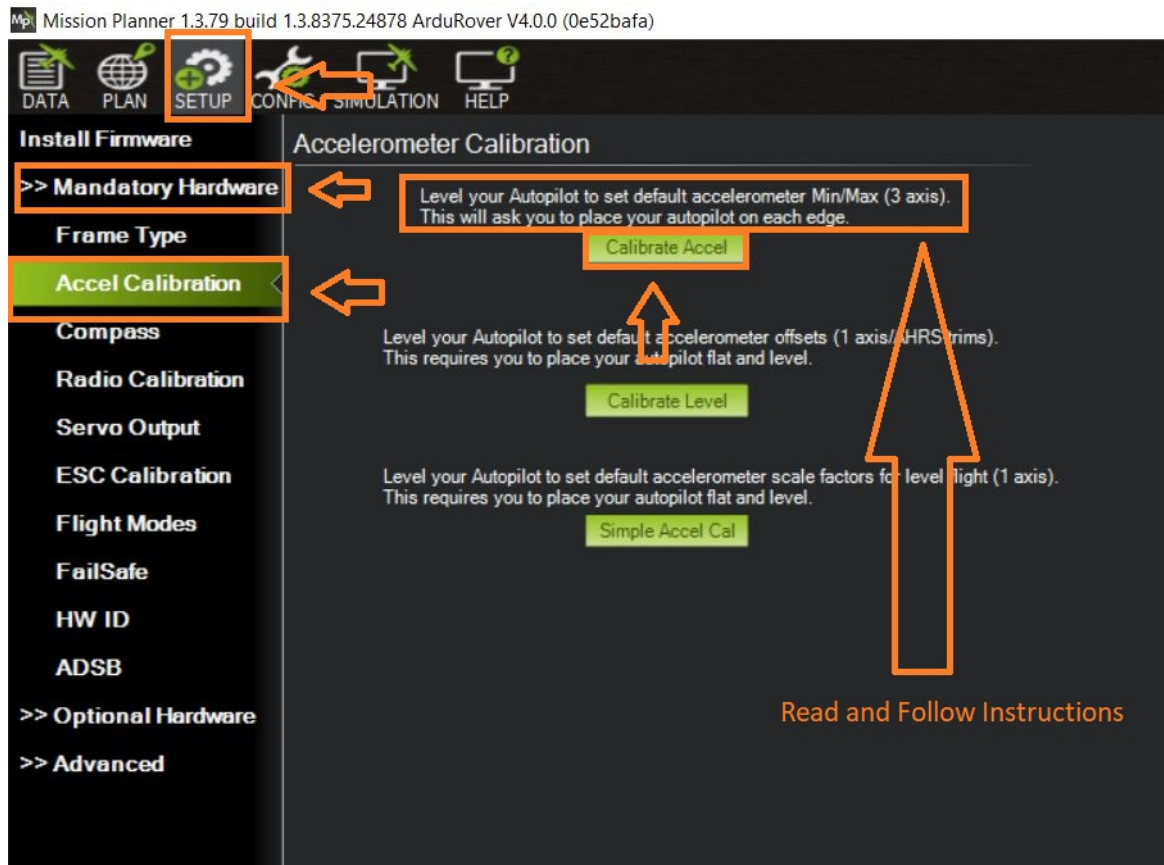 Mission Planner 1.3.79 build 1.3.8375.24878 ArduRover V4.0.0 (0e52bafa)
DATA PLAN SETUP CONFIG SIMULATION HELP
Install Firmware
>> Mandatory Hardware
Frame Type
Accel Calibration
Compass
Radio Calibration
Servo Output
ESC Calibration
Flight Modes
FailSafe
HW ID
ADSB
>> Optional Hardware
>> Advanced
Accelerometer Calibration
Level your Autopilot to set default accelerometer Min/Max (3 axis).
This will ask you to place your autopilot on each edge.
Calibrate Accel
Level your Autopilot to set default accelerometer offsets (1 axis/AHRS trims).
This requires you to place your autopilot flat and level.
Calibrate Level
Level your Autopilot to set default accelerometer scale factors for level flight (1 axis).
This requires you to place your autopilot flat and level.
Simple Accel Cal
Read and Follow Instructions